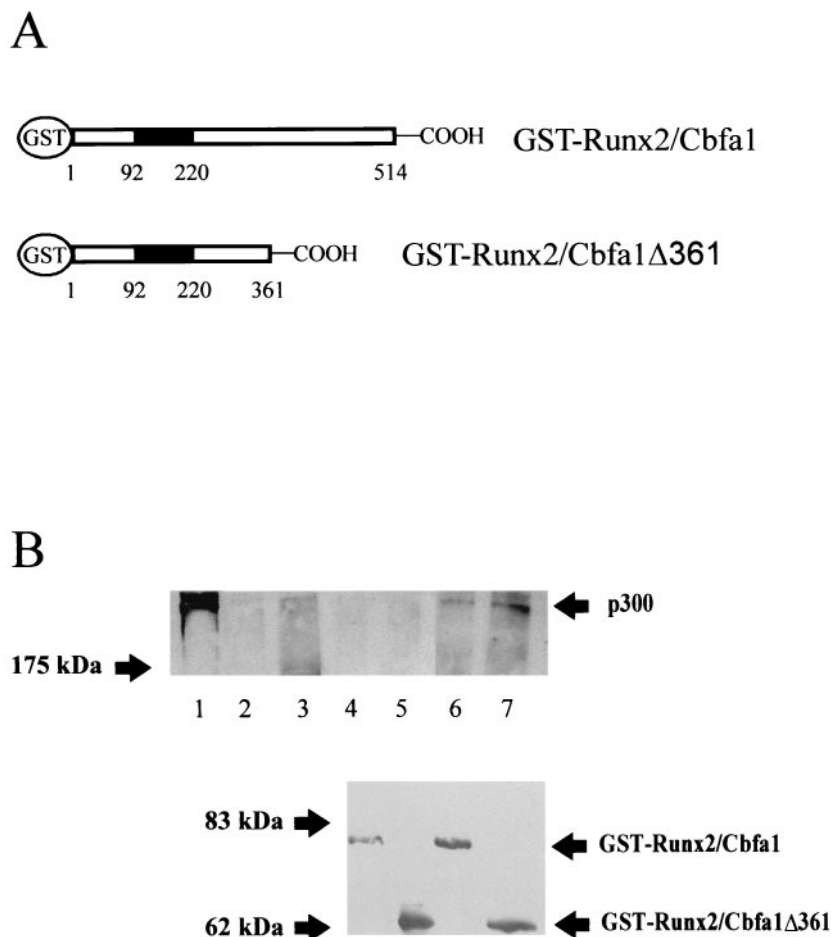 A
GST COOH GST-Runx2/Cbfa1
1 92 220 514
GST COOH GST-Runx2/Cbfa1Δ361
1 92 220 361
B
p300
175 kDa
1 2 3 4 5 6 7
83 kDa
GST-Runx2/Cbfa1
62 kDa GST-Runx2/Cbfa1Δ361